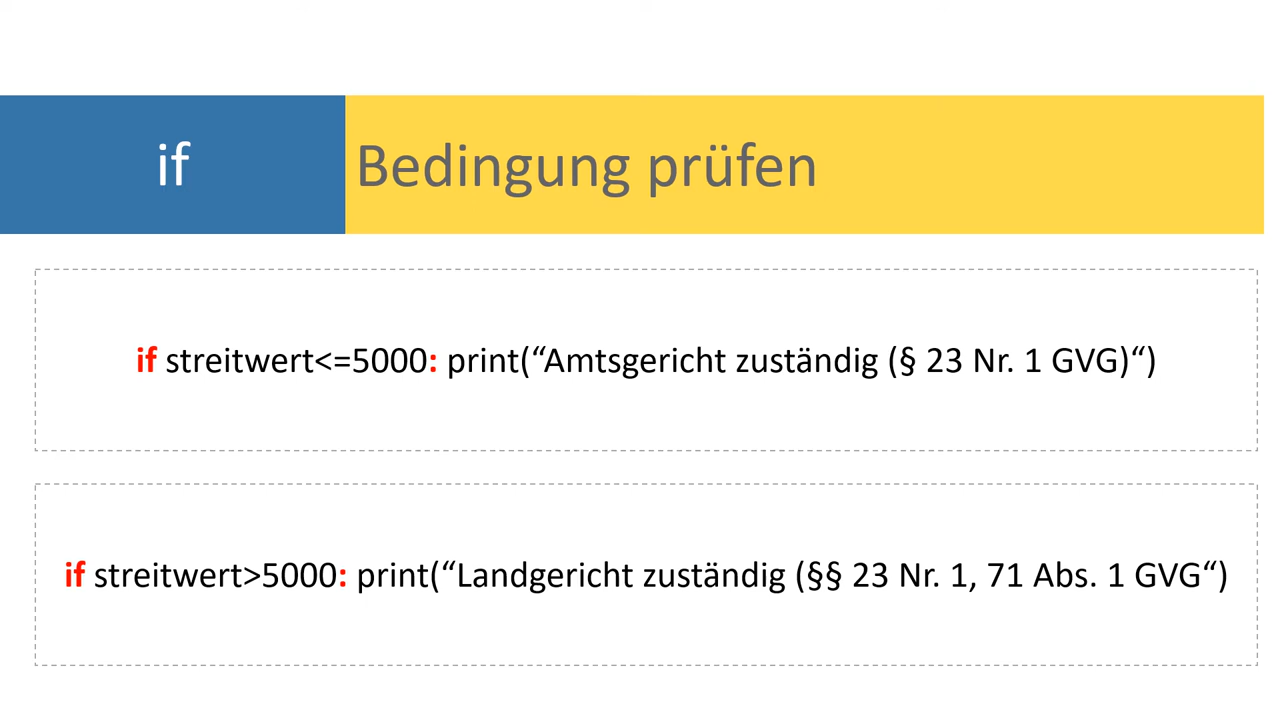 if
Bedingung prüfen
if streitwert<=5000: print(“Amtsgericht zuständig (§ 23 Nr. 1 GVG)“)
if streitwert>5000: print(“Landgericht zuständig (§§ 23 Nr. 1, 71 Abs. 1 GVG“)